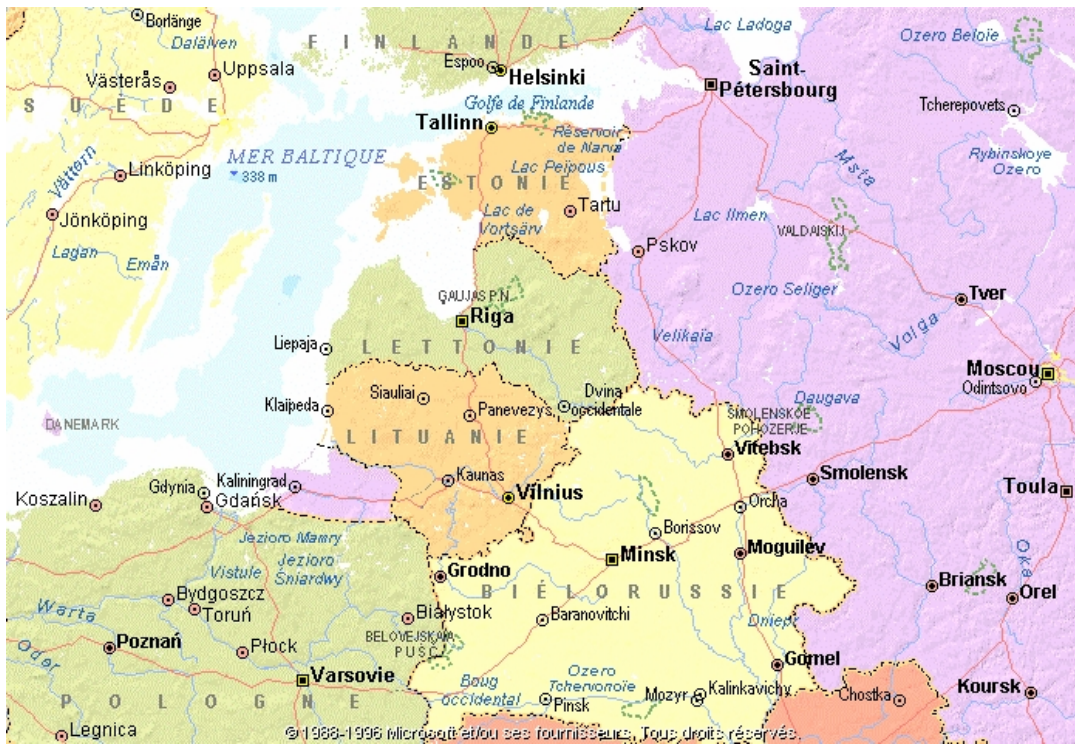 Borlänge
Dalälven
F I N L A N D E
Lac Ladoga
Ozero Beloïe
Västerås
Uppsala
Espoo
Helsinki
Saint-
Pétersbourg
S U È D E
Golfe de Finlande
Tcherepovets
Tallinn
Réservoir
de Narva
MER BALTIQUE
338 m
Lac Peïpous
Msta
Rybinskoye
Ozero
Vättern
Linköping
E S T O N I E
Jönköping
Lac de
Vortsärv
Tartu
Lac Ilmen
VALDAISKIJ
Lagan
Emån
Pskov
GAUJAS P.N.
Ozero Seliger
Tver
Riga
Velikaïa
Volga
Liepaja
L E T T O N I E
Moscou
Odintsovo
Siauliai
Klaipeda
Panevezys
Dvina
occidentale
Daugava
SMOLENSKOE
POHOZERJE
DANEMARK
L I T U A N I E
Vitebsk
Kaliningrad
Kaunas
Smolensk
Gdynia
Koszalin
Gdańsk
Vilnius
Orcha
Toula
Jezioro Mamry
Borissov
Jezioro
Śniardwy
Minsk
Moguilev
Vistule
Grodno
B I É L O R U S S I E
Briansk
Oka
Orel
Bydgoszcz
Warta
Toruń
Białystok
Baranovitchi
Dniepr
Oder
Poznań
Płock
BELOVEJSKAIA
PUSCJ
Varsovie
Boug
occidental
Ozero
Tchervonoïe
Gomel
P O L O G N E
Pinsk
Mozyr
Kalinkavichy
Chostka
Koursk
Legnica
© 1988-1996 Microsoft et/ou ses fournisseurs. Tous droits réservés.